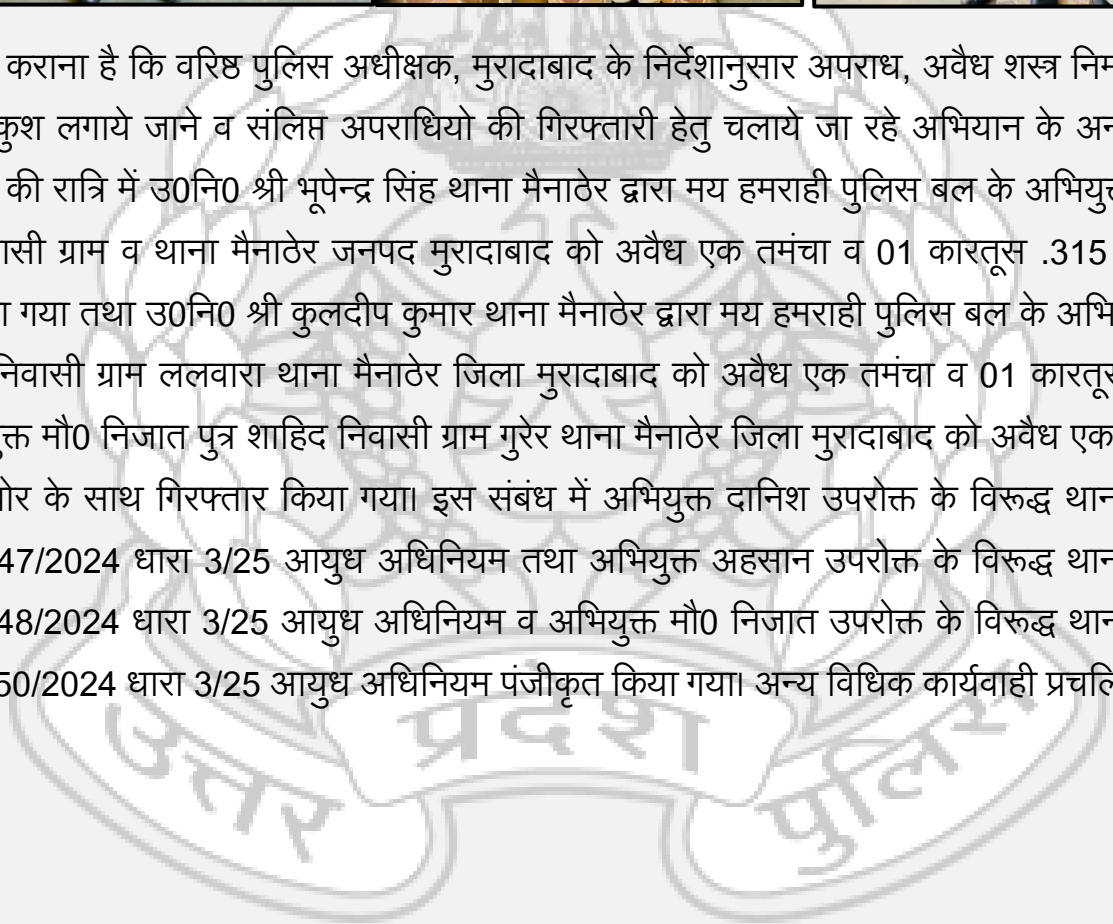 कराना है कि वरिष्ठ पुलिस अधीक्षक, मुरादाबाद के निर्देशानुसार अपराध, अवैध शस्त्र निम
कुश लगाये जाने व संलिप्त अपराधियो की गिरफ्तारी हेतु चलाये जा रहे अभियान के अन
की रात्रि में उ0नि0 श्री भूपेन्द्र सिंह थाना मैनाठेर द्वारा मय हमराही पुलिस बल के अभियुक्त
ासी ग्राम व थाना मैनाठेर जनपद मुरादाबाद को अवैध एक तमंचा व 01 कारतूस .315
ा गया तथा उ0नि0 श्री कुलदीप कुमार थाना मैनाठेर द्वारा मय हमराही पुलिस बल के अभि
निवासी ग्राम ललवारा थाना मैनाठेर जिला मुरादाबाद को अवैध एक तमंचा व 01 कारतूस
ुक्त मौ0 निजात पुत्र शाहिद निवासी ग्राम गुरेर थाना मैनाठेर जिला मुरादाबाद को अवैध एक
ोर के साथ गिरफ्तार किया गया। इस संबंध में अभियुक्त दानिश उपरोक्त के विरूद्ध थान
47/2024 धारा 3/25 आयुध अधिनियम तथा अभियुक्त अहसान उपरोक्त के विरूद्ध थान
48/2024 धारा 3/25 आयुध अधिनियम व अभियुक्त मौ0 निजात उपरोक्त के विरूद्ध थान
50/2024 धारा 3/25 आयुध अधिनियम पंजीकृत किया गया। अन्य विधिक कार्यवाही प्रचलि
उत्तर प्रदेश पुलिस